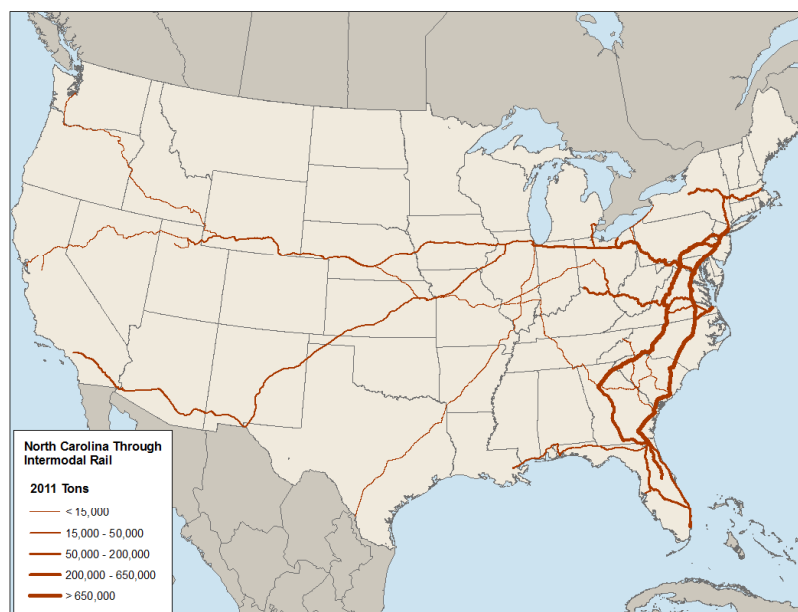 North Carolina Through
Intermodal Rail
2011 Tons
< 15,000
15,000 - 50,000
50,000 - 200,000
200,000 - 650,000
> 650,000